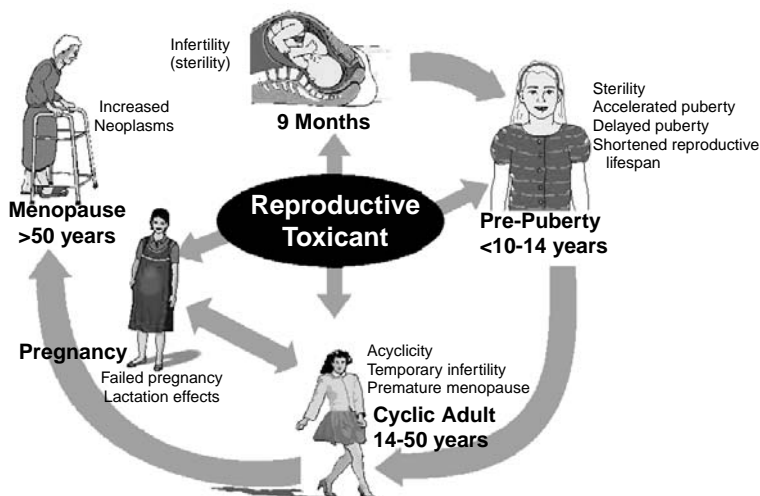 Infertility
(sterility)
9 Months
Sterility
Accelerated puberty
Delayed puberty
Shortened reproductive
lifespan
Pre-Puberty
<10-14 years
Increased
Neoplasms
Menopause
>50 years
Reproductive
Toxicant
Pregnancy
Failed pregnancy
Lactation effects
Acyclicity
Temporary infertility
Premature menopause
Cyclic Adult
14-50 years